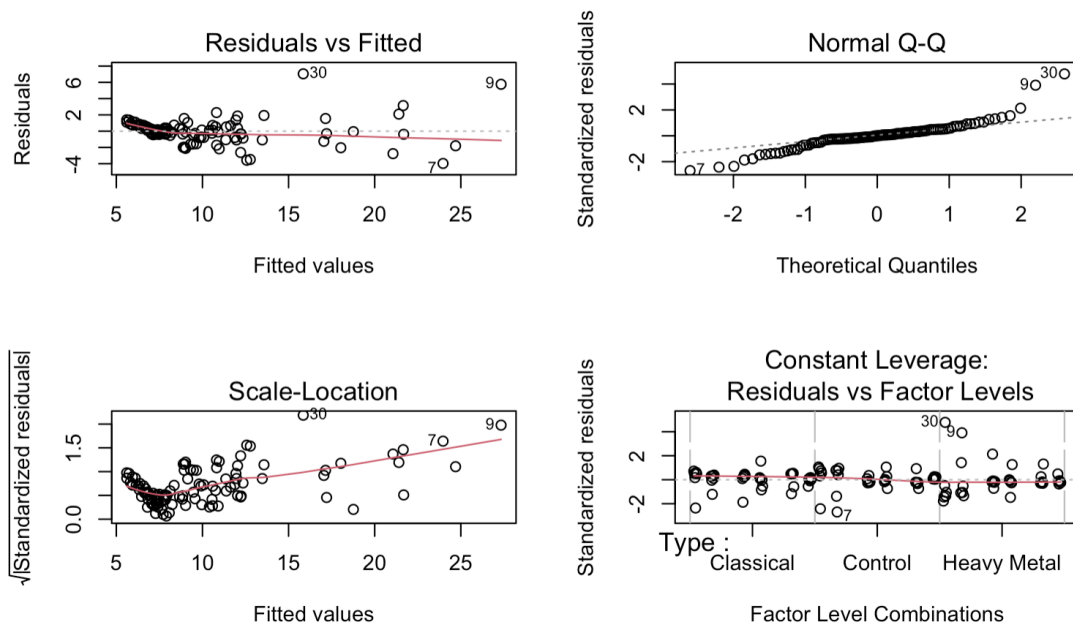 Residuals vs Fitted
Residuals
6
2
-4
30
9
7
5 10 15 20 25
Fitted values
Normal Q-Q
Standardized residuals
2
-2
30
9
7
-2 -1 0 1 2
Theoretical Quantiles
Scale-Location
√|Standardized residuals|
1.5
0.0
30
7
9
5 10 15 20 25
Fitted values
Constant Leverage:
Residuals vs Factor Levels
Standardized residuals
2
-2
30
9
7
Type :
Classical Control Heavy Metal
Factor Level Combinations